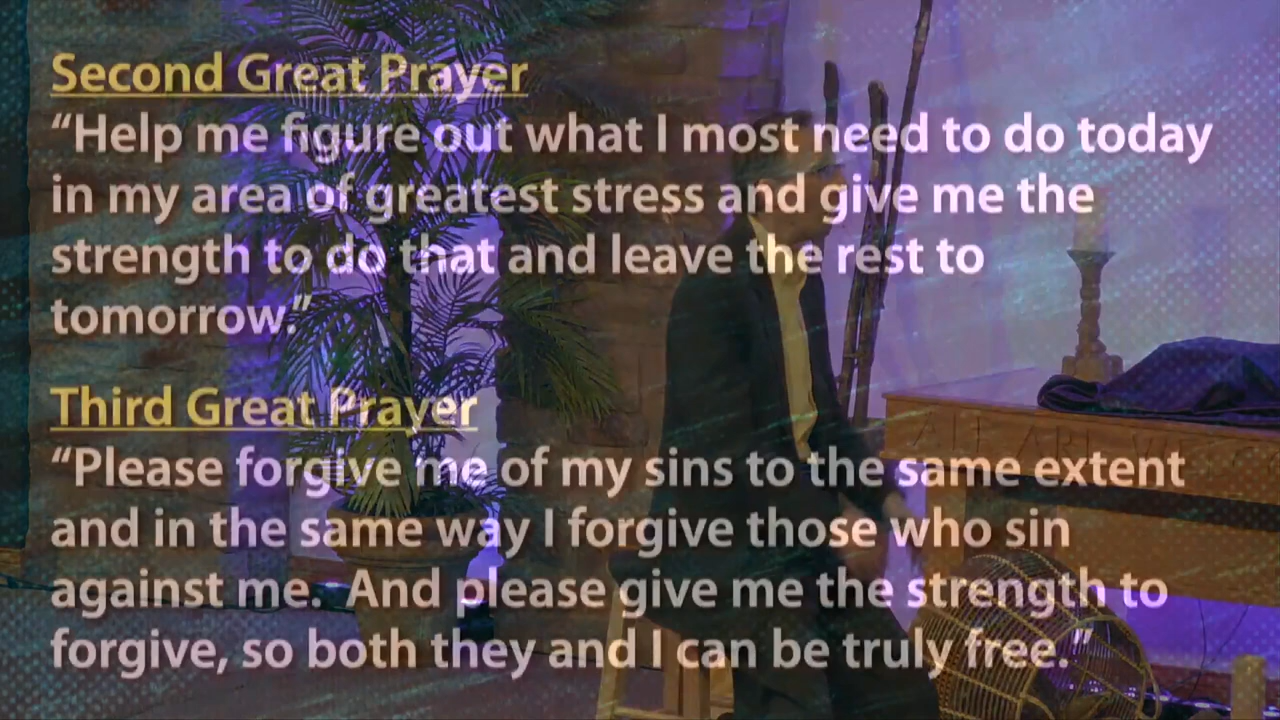 Second Great Prayer
“Help me figure out what I most need to do today
in my area of greatest stress and give me the
strength to do that and leave the rest to
tomorrow.”
Third Great Prayer
“Please forgive me of my sins to the same extent
and in the same way I forgive those who sin
against me.  And please give me the strength to
forgive, so both they and I can be truly free.”
ALL ARE